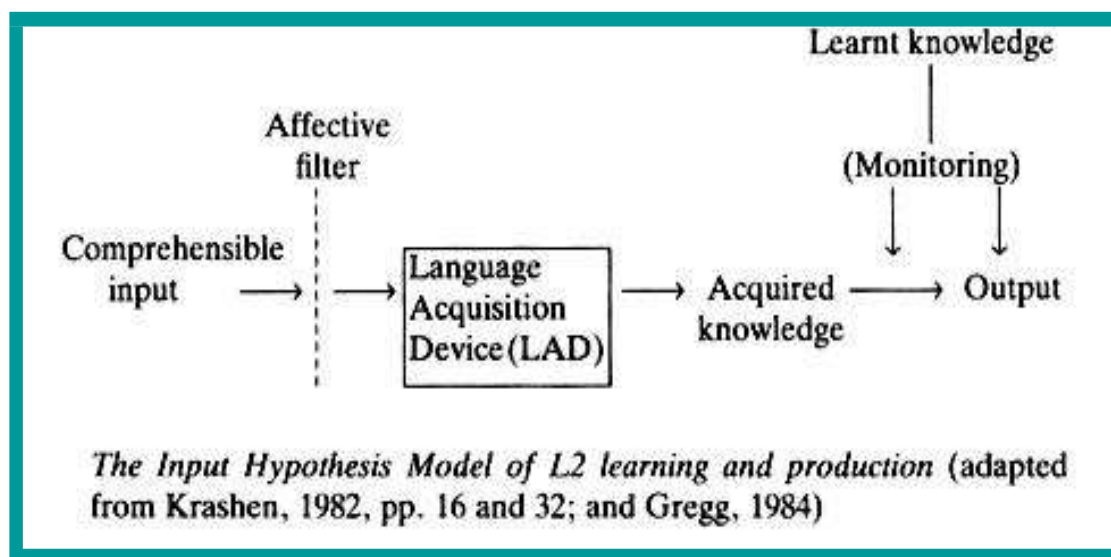 Learnt knowledge
Affective
filter
(Monitoring)
Comprehensible
input
Language
Acquisition
Device (LAD)
Acquired
knowledge
Output
The Input Hypothesis Model of L2 learning and production (adapted
from Krashen, 1982, pp. 16 and 32; and Gregg, 1984)